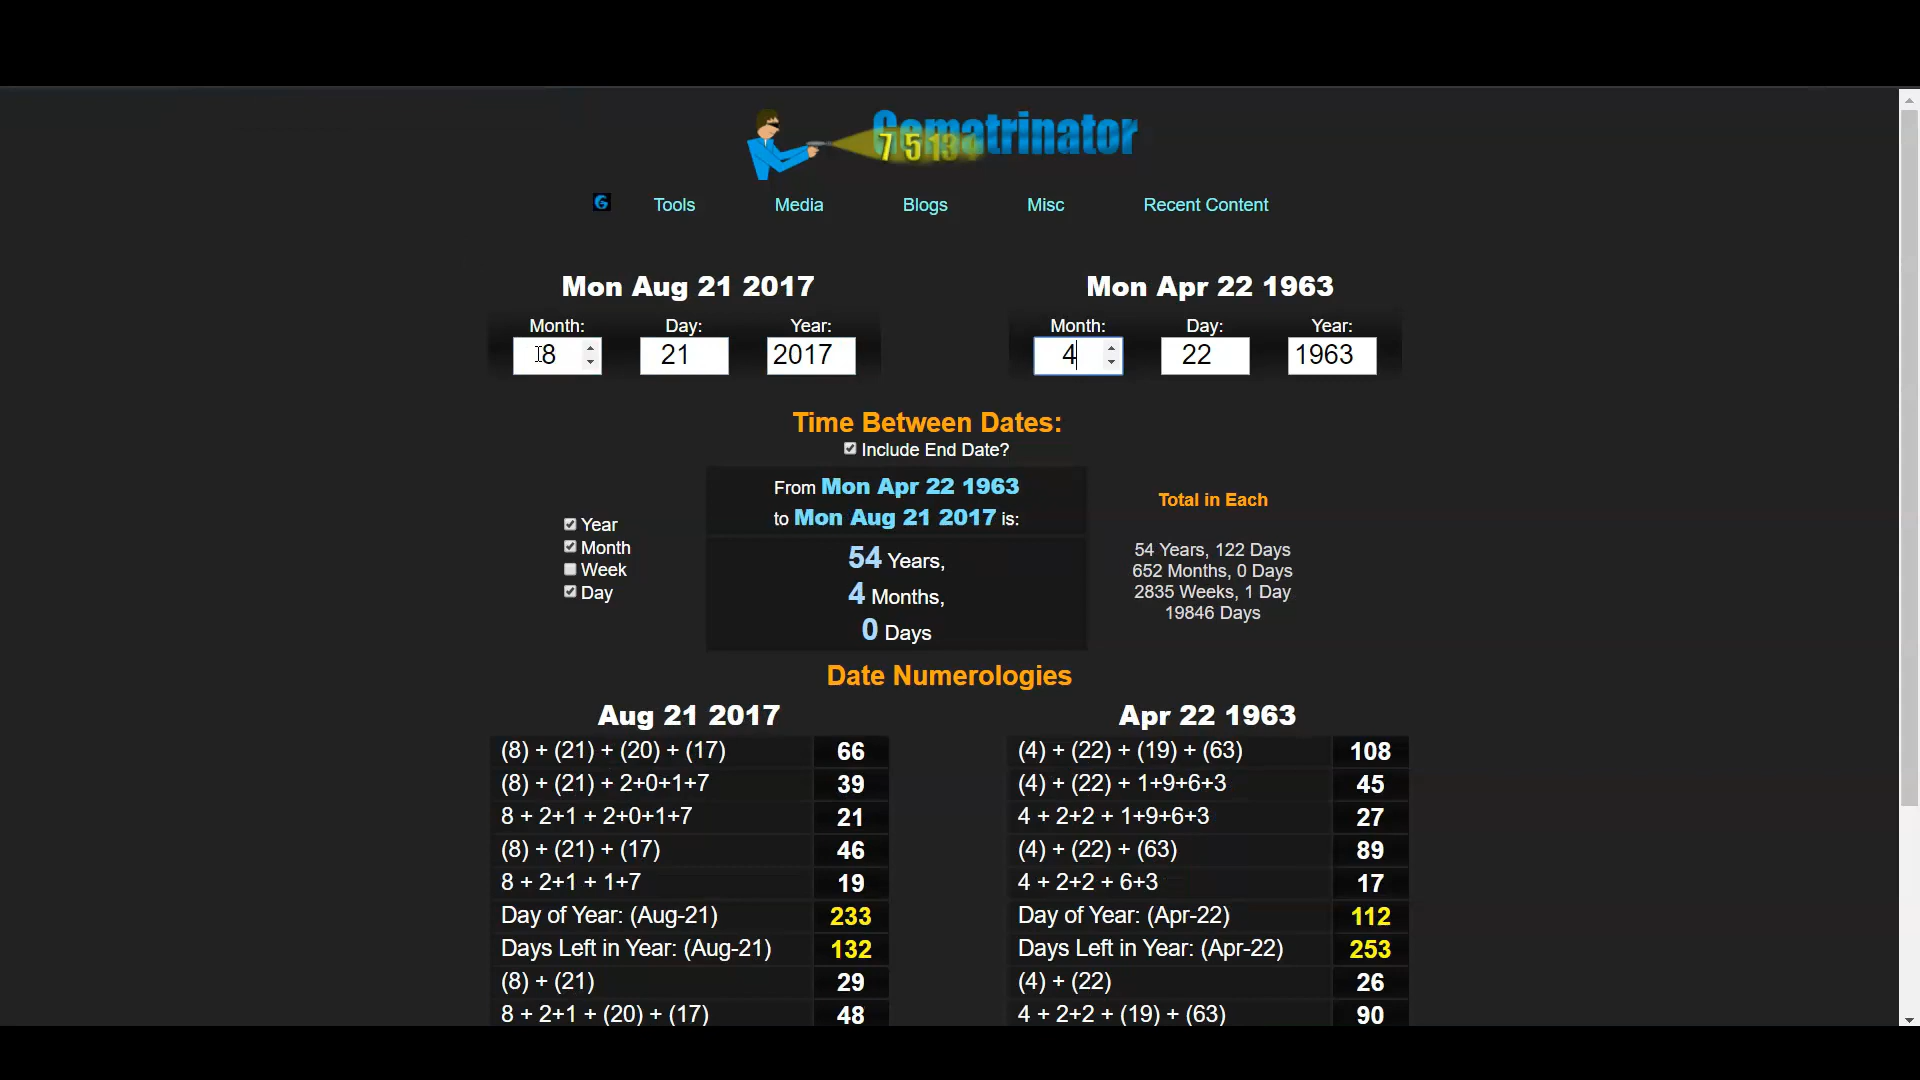 Gematrinator
7 5 13 4
G Tools Media Blogs Misc Recent Content
Mon Aug 21 2017
Month: Day: Year:
8 21 2017
Mon Apr 22 1963
Month: Day: Year:
4 22 1963
Time Between Dates:
Include End Date?
Year
Month
Week
Day
From Mon Apr 22 1963
to Mon Aug 21 2017 is:
54 Years,
4 Months,
0 Days
Total in Each
54 Years, 122 Days
652 Months, 0 Days
2835 Weeks, 1 Day
19846 Days
Date Numerologies
Aug 21 2017
(8) + (21) + (20) + (17) 66
(8) + (21) + 2+0+1+7 39
8 + 2+1 + 2+0+1+7 21
(8) + (21) + (17) 46
8 + 2+1 + 1+7 19
Day of Year: (Aug-21) 233
Days Left in Year: (Aug-21) 132
(8) + (21) 29
8 + 2+1 + (20) + (17) 48
Apr 22 1963
(4) + (22) + (19) + (63) 108
(4) + (22) + 1+9+6+3 45
4 + 2+2 + 1+9+6+3 27
(4) + (22) + (63) 89
4 + 2+2 + 6+3 17
Day of Year: (Apr-22) 112
Days Left in Year: (Apr-22) 253
(4) + (22) 26
4 + 2+2 + (19) + (63) 90